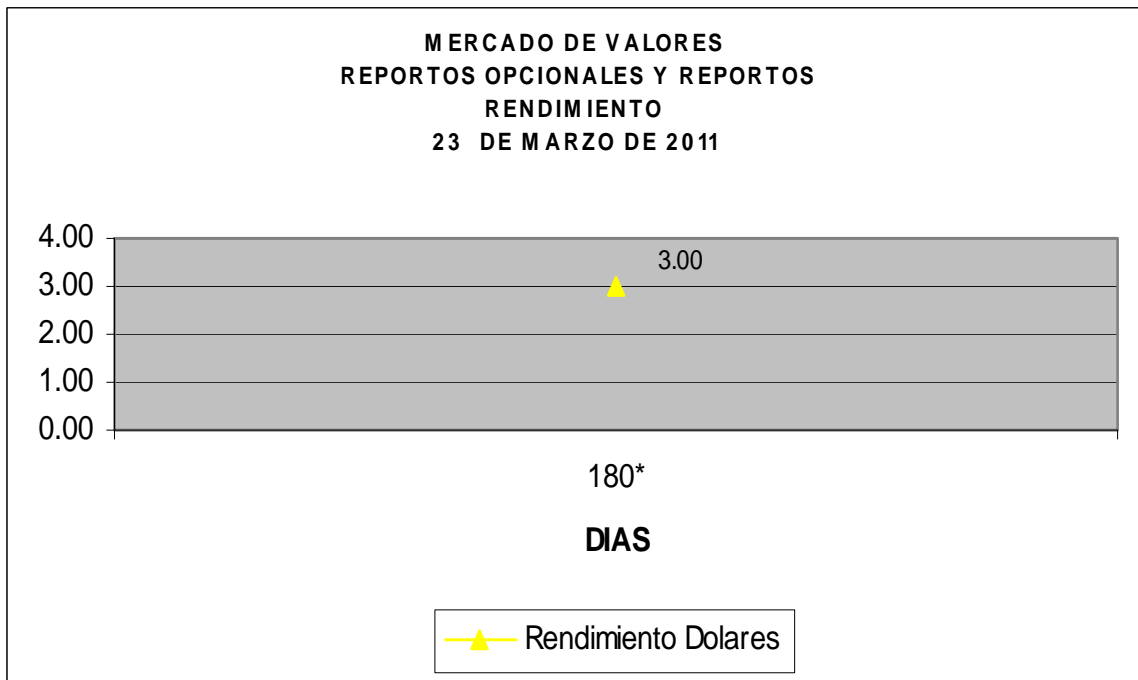 MERCADO DE VALORES
REPORTOS OPCIONALES Y REPORTOS
RENDIMIENTO
23 DE MARZO DE 2011
4.00
3.00
2.00
1.00
0.00
3.00
180*
DIAS
Rendimiento Dolares